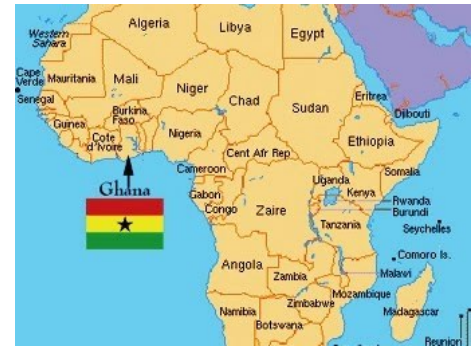 Western
Sahara
Algeria
Libya
Egypt
Cape
Verde
Mauritania
Mali
Niger
Chad
Sudan
Eritrea
Djibouti
Senegal
Guinea
Burkina
Faso
Cote
d'Ivoire
Nigeria
Ethiopia
Cent Afr Rep
Cameroon
Somalia
Ghana
Uganda
Kenya
Gabon
Congo
Zaire
Rwanda
Burundi
Tanzania
Seychelles
Comoro Is.
Angola
Zambia
Malawi
Mozambique
Zimbabwe
Madagascar
Namibia
Botswana
Reunion